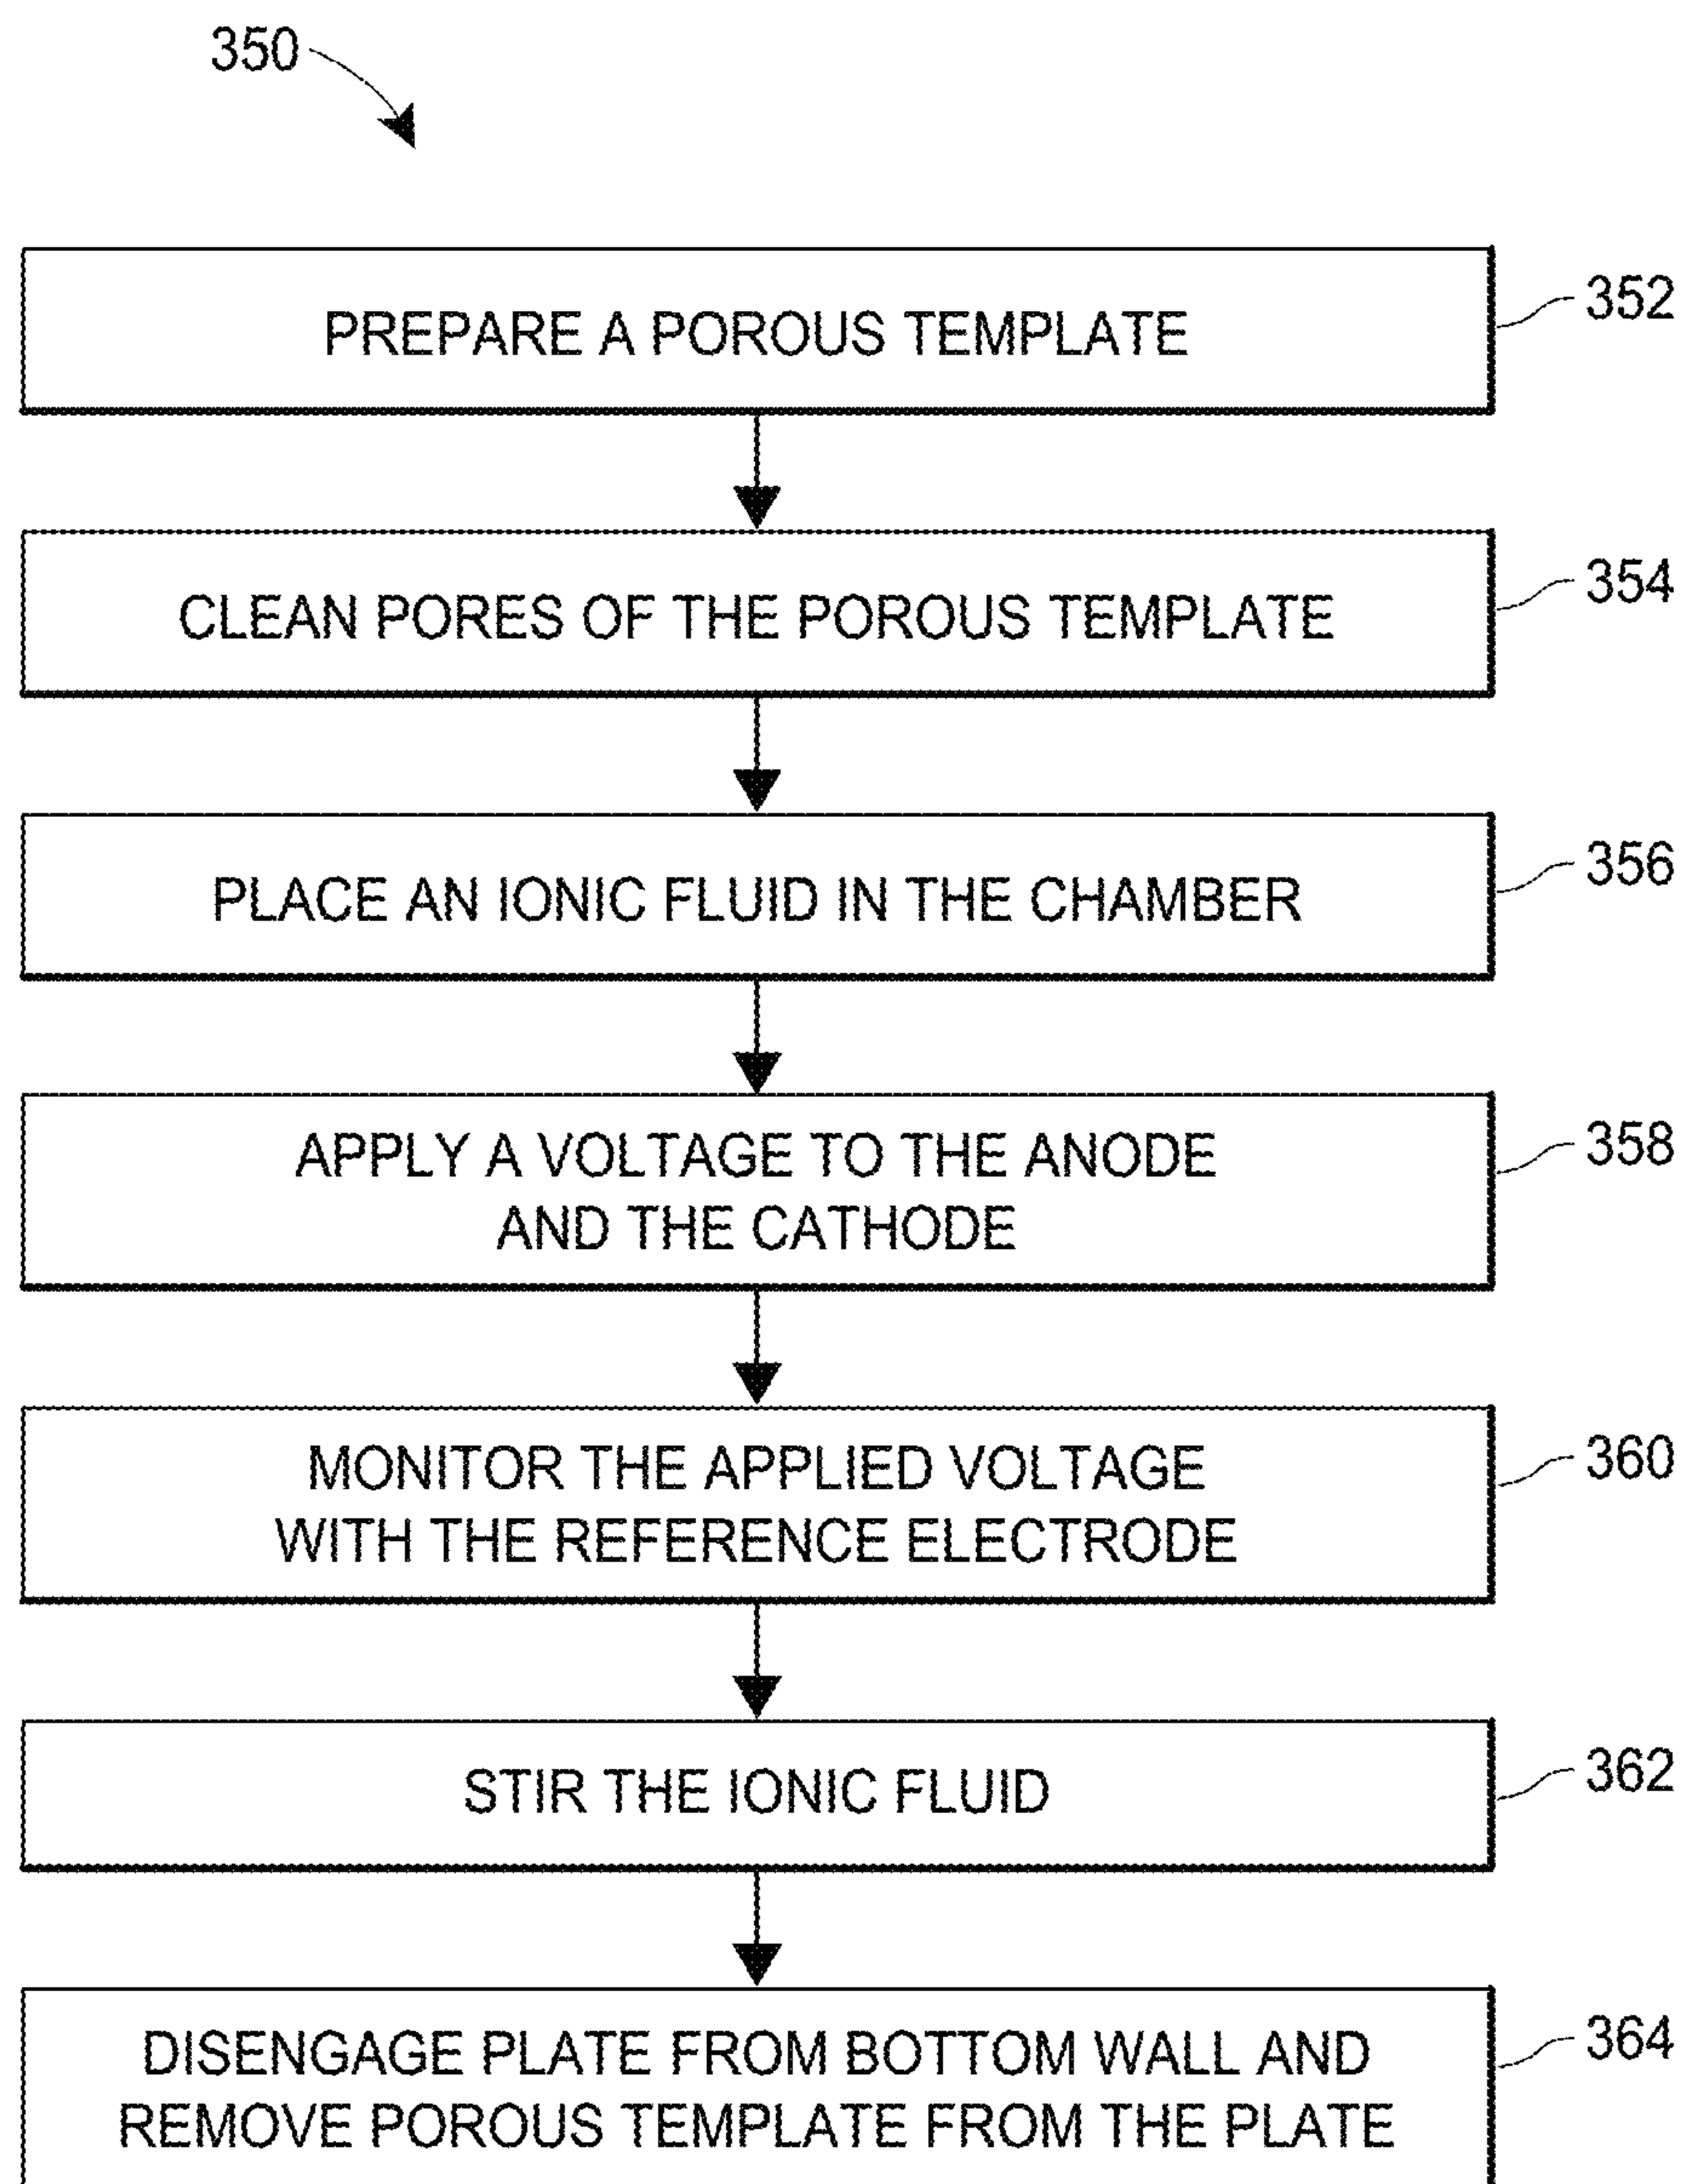 350
PREPARE A POROUS TEMPLATE
352
CLEAN PORES OF THE POROUS TEMPLATE
354
PLACE AN IONIC FLUID IN THE CHAMBER
356
APPLY A VOLTAGE TO THE ANODE
AND THE CATHODE
358
MONITOR THE APPLIED VOLTAGE
WITH THE REFERENCE ELECTRODE
360
STIR THE IONIC FLUID
362
DISENGAGE PLATE FROM BOTTOM WALL AND
REMOVE POROUS TEMPLATE FROM THE PLATE
364